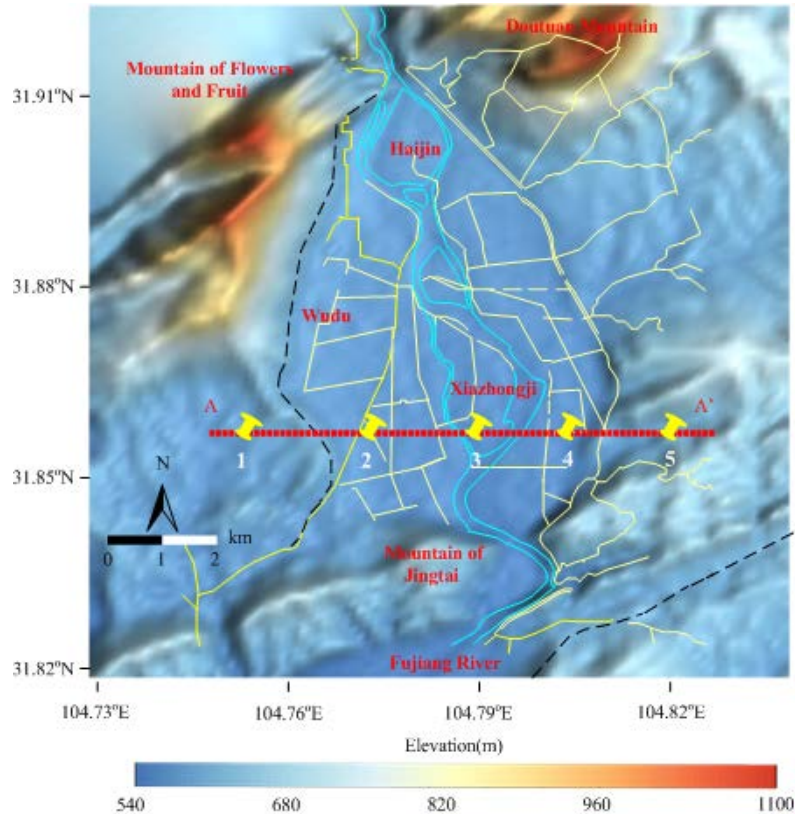 Doutuan Mountain
Mountain of Flowers
and Fruit
31.91°N
Haijin
31.88°N
Wudu
Xiazhongji
A
A`
1
2
3
4
5
31.85°N
N
0 1 2 km
Mountain of
Jingtai
31.82°N
Fujiang River
104.73°E 104.76°E 104.79°E 104.82°E
Elevation(m)
540 680 820 960 1100